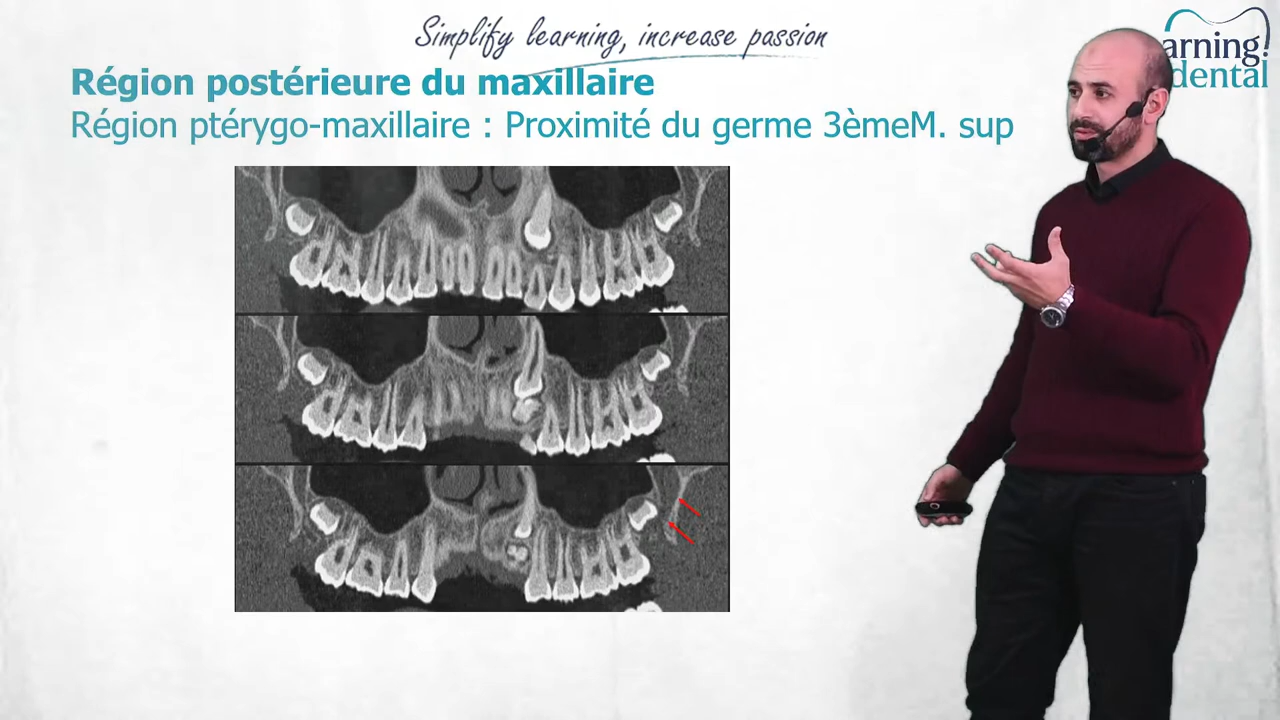 Simplify learning, increase passion
arning!
dental
Région postérieure du maxillaire
Région ptérygo-maxillaire : Proximité du germe 3èmeM. sup